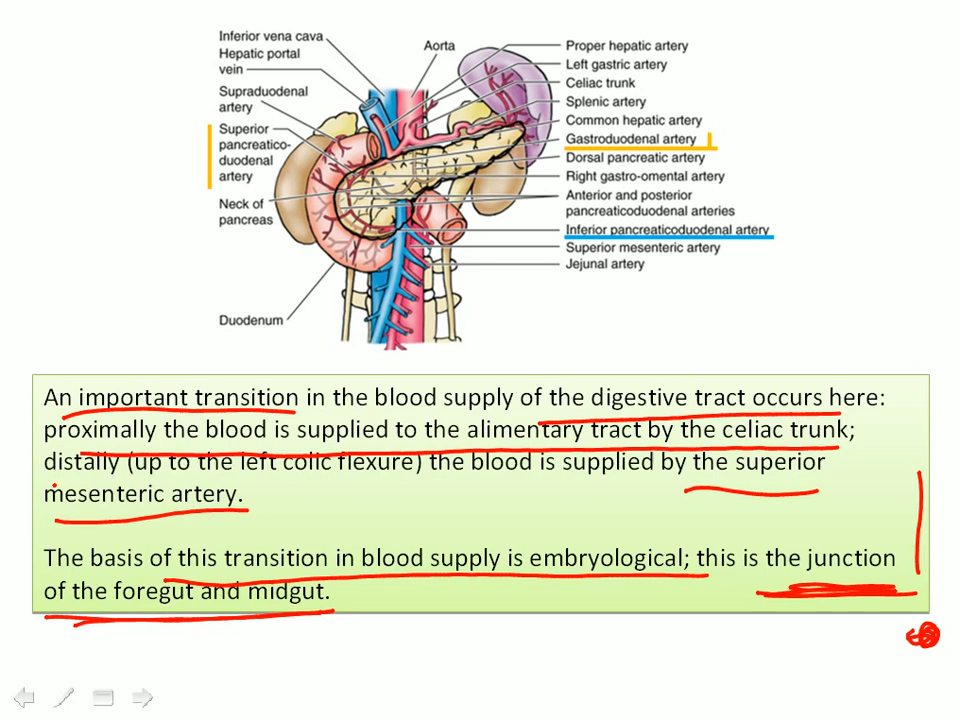 Inferior vena cava
Hepatic portal
vein
Supraduodenal
artery
Superior
pancreatico-
duodenal
artery
Neck of
pancreas
Duodenum
Aorta
Proper hepatic artery
Left gastric artery
Celiac trunk
Splenic artery
Common hepatic artery
Gastroduodenal artery
Dorsal pancreatic artery
Right gastro-omental artery
Anterior and posterior
pancreaticoduodenal arteries
Inferior pancreaticoduodenal artery
Superior mesenteric artery
Jejunal artery
An important transition in the blood supply of the digestive tract occurs here:
proximally the blood is supplied to the alimentary tract by the celiac trunk;
distally (up to the left colic flexure) the blood is supplied by the superior
mesenteric artery.
The basis of this transition in blood supply is embryological; this is the junction
of the foregut and midgut.